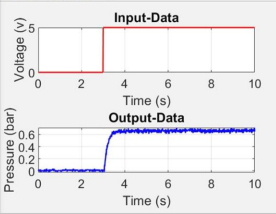 Input-Data
Voltage (v)
5
0
0 2 4 6 8 10
Time (s)
Output-Data
Pressure (bar)
0.6
0.4
0.2
0
0 2 4 6 8 10
Time (s)